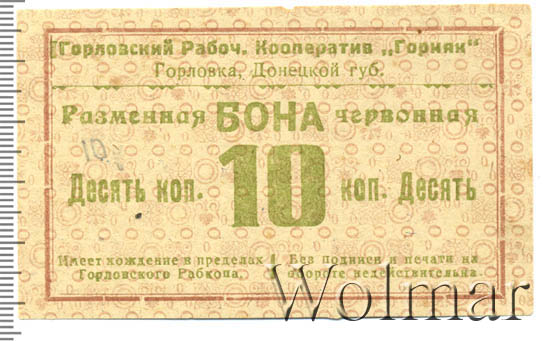 Горловский Рабоч. Кооператив „Горняк“
Горловка, Донецкой губ.
Разменная БОНА червонная
Десять коп. 10 коп. Десять
Имеет хождение в пределах Горловского Рабкопа.
Без подписи и печати на обороте недействительна.
Wolmar